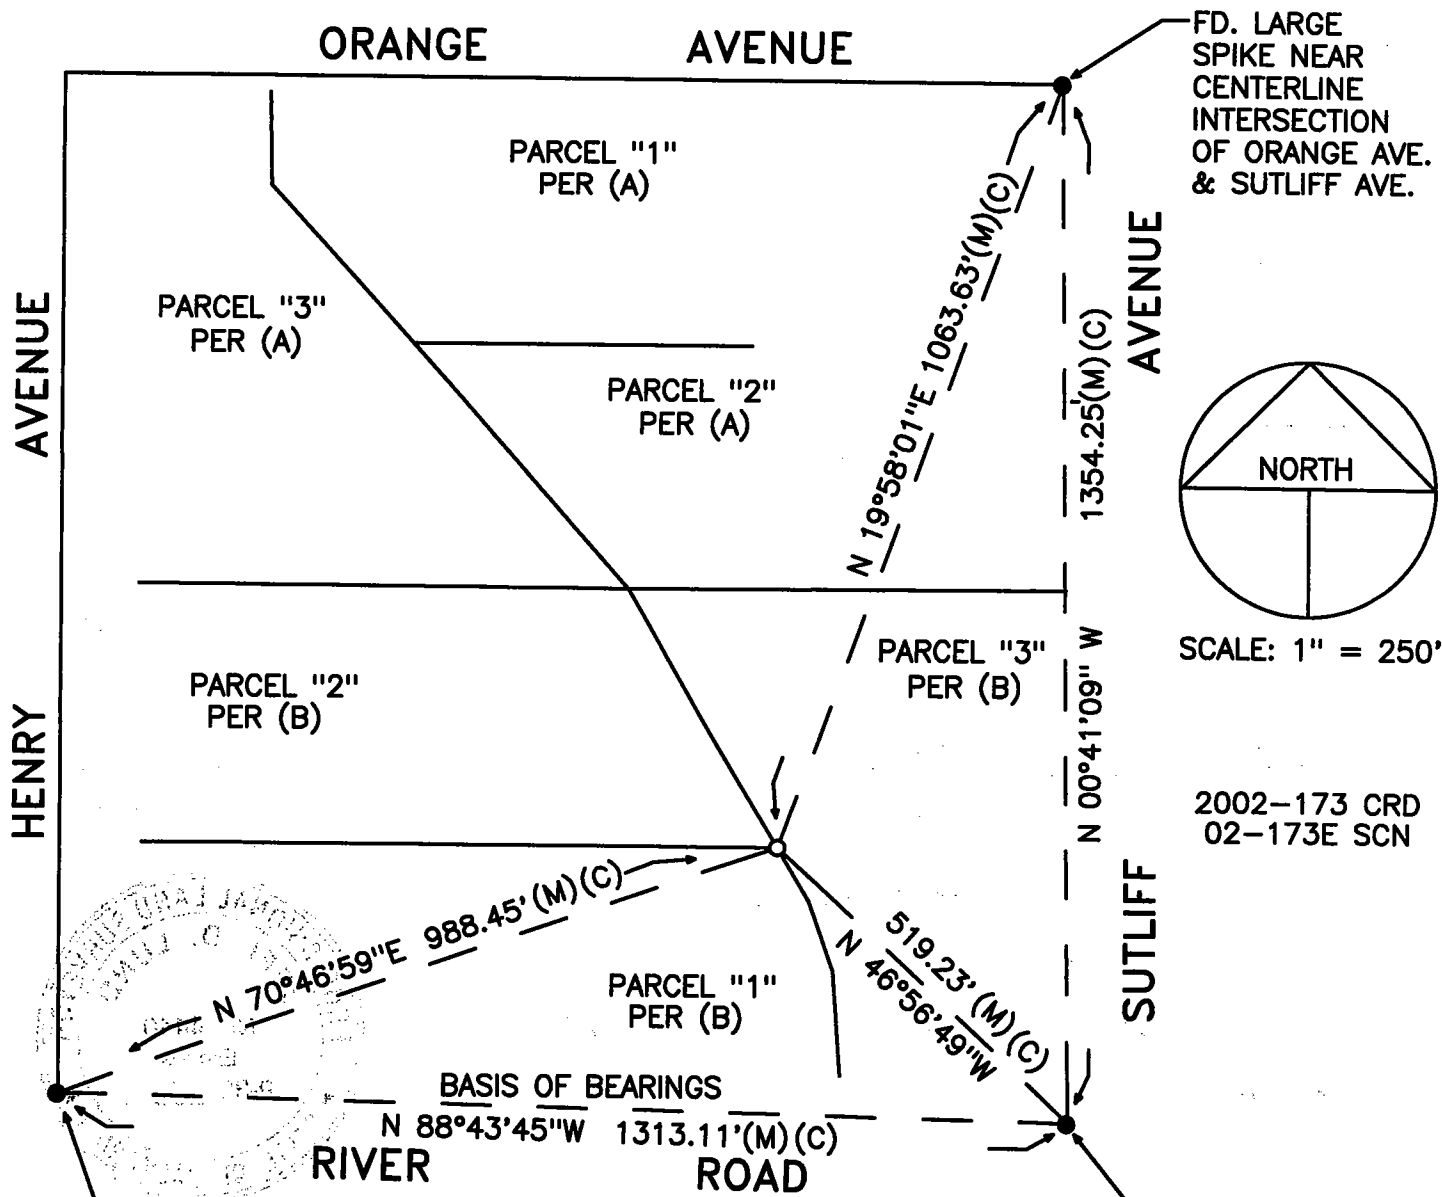 ORANGE AVENUE
FD. LARGE
SPIKE NEAR
CENTERLINE
INTERSECTION
OF ORANGE AVE.
& SUTLIFF AVE.
PARCEL "1"
PER (A)
PARCEL "3"
PER (A)
PARCEL "2"
PER (A)
N 19°58'01"E 1063.63'(M)(C)
1354.25'(M)(C)
N 00°41'09" W
SUTLIFF AVENUE
HENRY AVENUE
NORTH
SCALE: 1" = 250'
PARCEL "2"
PER (B)
PARCEL "3"
PER (B)
2002-173 CRD
02-173E SCN
N 70°46'59"E 988.45'(M)(C)
519.23' (M)(C)
N 46°56'49"W
PARCEL "1"
PER (B)
BASIS OF BEARINGS
N 88°43'45"W 1313.11'(M)(C)
RIVER ROAD